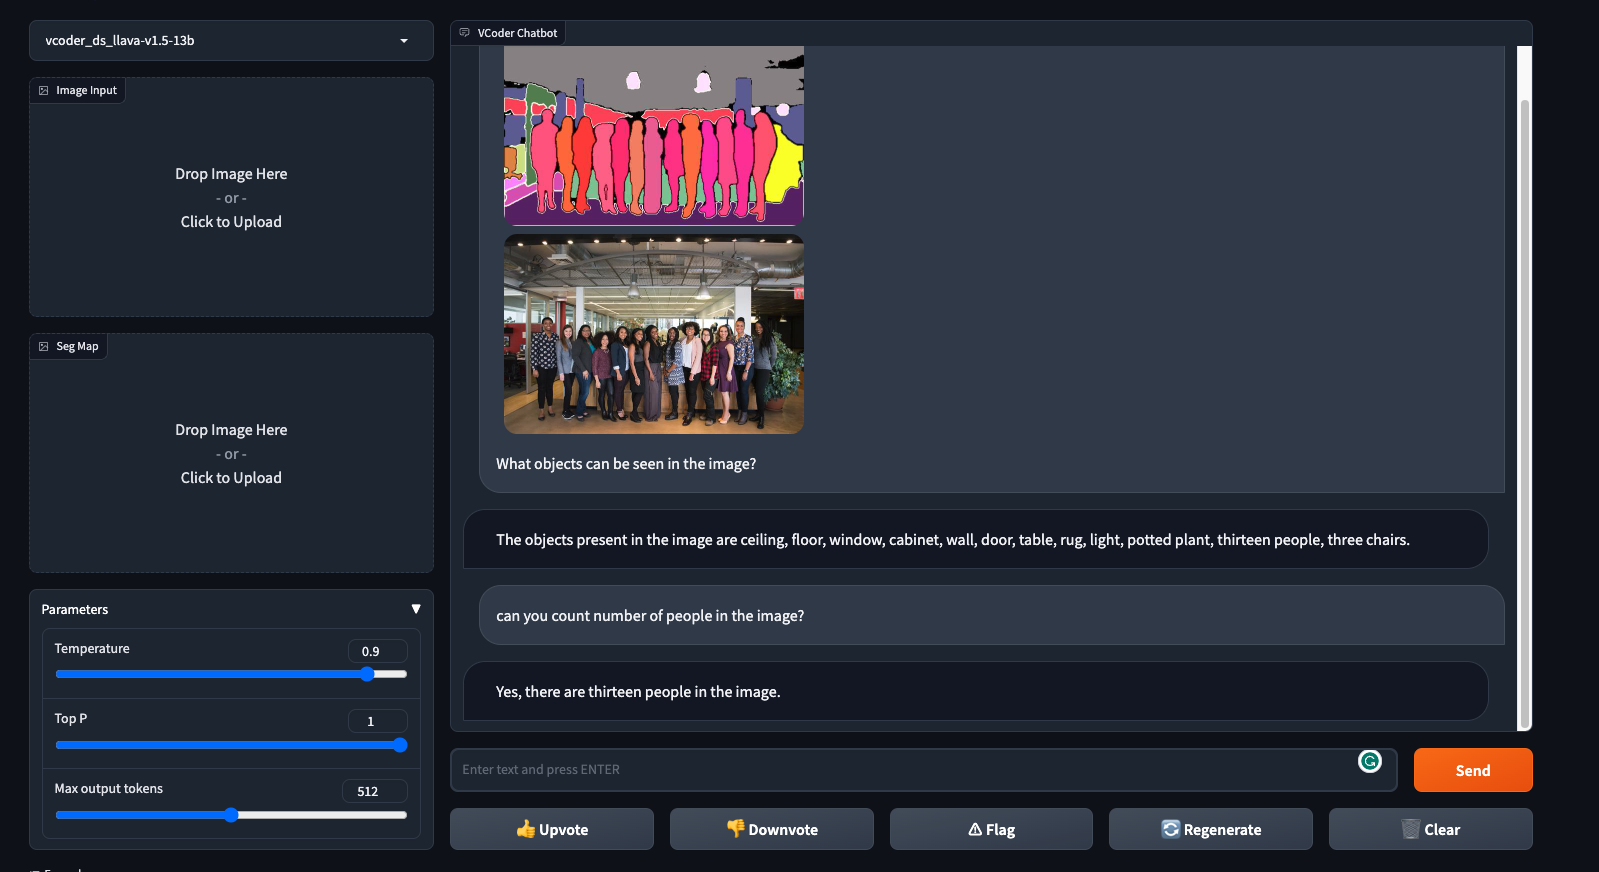 vcoder_ds_llava-v1.5-13b
Image Input
Drop Image Here
- or -
Click to Upload
Seg Map
Drop Image Here
- or -
Click to Upload
Parameters
Temperature
0.9
Top P
1
Max output tokens
512
VCoder Chatbot
What objects can be seen in the image?
The objects present in the image are ceiling, floor, window, cabinet, wall, door, table, rug, light, potted plant, thirteen people, three chairs.
can you count number of people in the image?
Yes, there are thirteen people in the image.
Enter text and press ENTER
Send
👍 Upvote
👎 Downvote
⚠ Flag
🔄 Regenerate
🗑 Clear